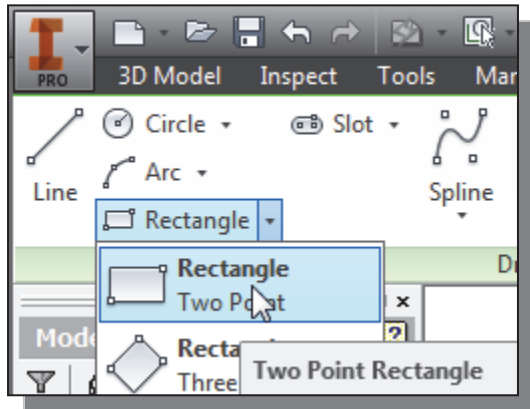 PRO
3D Model Inspect Tools Mar
Circle Slot
Arc
Line Spline
Rectangle
Rectangle
Two Point
Mode
Recta
Three
Two Point Rectangle